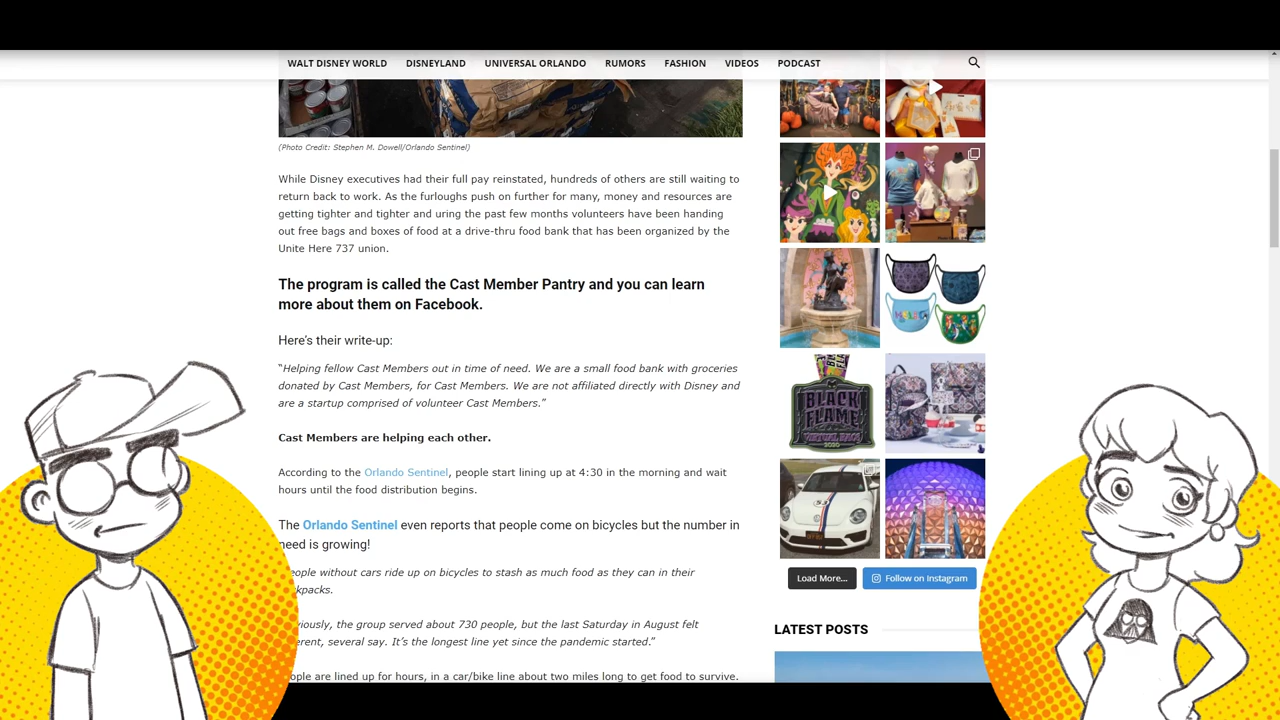 WALT DISNEY WORLD DISNEYLAND UNIVERSAL ORLANDO RUMORS FASHION VIDEOS PODCAST
(Photo Credit: Stephen M. Dowell/Orlando Sentinel)
While Disney executives had their full pay reinstated, hundreds of others are still waiting to
return back to work. As the furloughs push on further for many, money and resources are
getting tighter and tighter and uring the past few months volunteers have been handing
out free bags and boxes of food at a drive-thru food bank that has been organized by the
Unite Here 737 union.
The program is called the Cast Member Pantry and you can learn
more about them on Facebook.
Here's their write-up:
"Helping fellow Cast Members out in time of need. We are a small food bank with groceries
donated by Cast Members, for Cast Members. We are not affiliated directly with Disney and
are a startup comprised of volunteer Cast Members."
Cast Members are helping each other.
According to the Orlando Sentinel, people start lining up at 4:30 in the morning and wait
hours until the food distribution begins.
The Orlando Sentinel even reports that people come on bicycles but the number in
need is growing!
eople without cars ride up on bicycles to stash as much food as they can in their
kpacks.
viously, the group served about 730 people, but the last Saturday in August felt
erent, several say. It's the longest line yet since the pandemic started."
ople are lined up for hours, in a car/bike line about two miles long to get food to survive.
BLACK
FLAME
VIRTUAL RACE
2020
53
Load More...
Follow on Instagram
LATEST POSTS